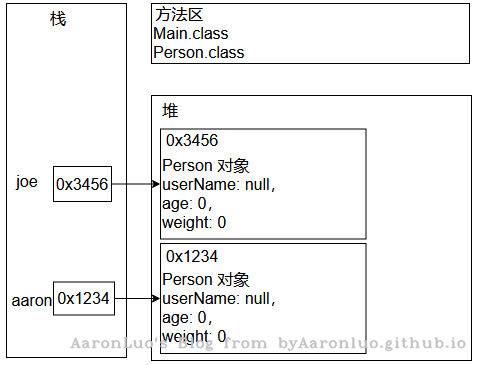 栈
方法区
Main.class
Person.class
堆
joe
0x3456
0x3456
Person 对象
userName: null，
age: 0，
weight: 0
aaron
0x1234
0x1234
Person 对象
userName: null，
age: 0，
weight: 0
AaronLuo's Blog from byAaronluo.github.io